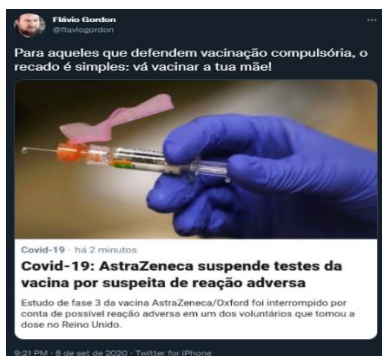 Flávio Gordon
@flaviogordon
Para aqueles que defendem vacinação compulsória, o
recado é simples: vá vacinar a tua mãe!
Covid-19 · há 2 minutos
Covid-19: AstraZeneca suspende testes da
vacina por suspeita de reação adversa
Estudo de fase 3 da vacina AstraZeneca/Oxford foi interrompido por
conta de possível reação adversa em um dos voluntários que tomou a
dose no Reino Unido.
9:21 PM · 8 de set de 2020 · Twitter for iPhone